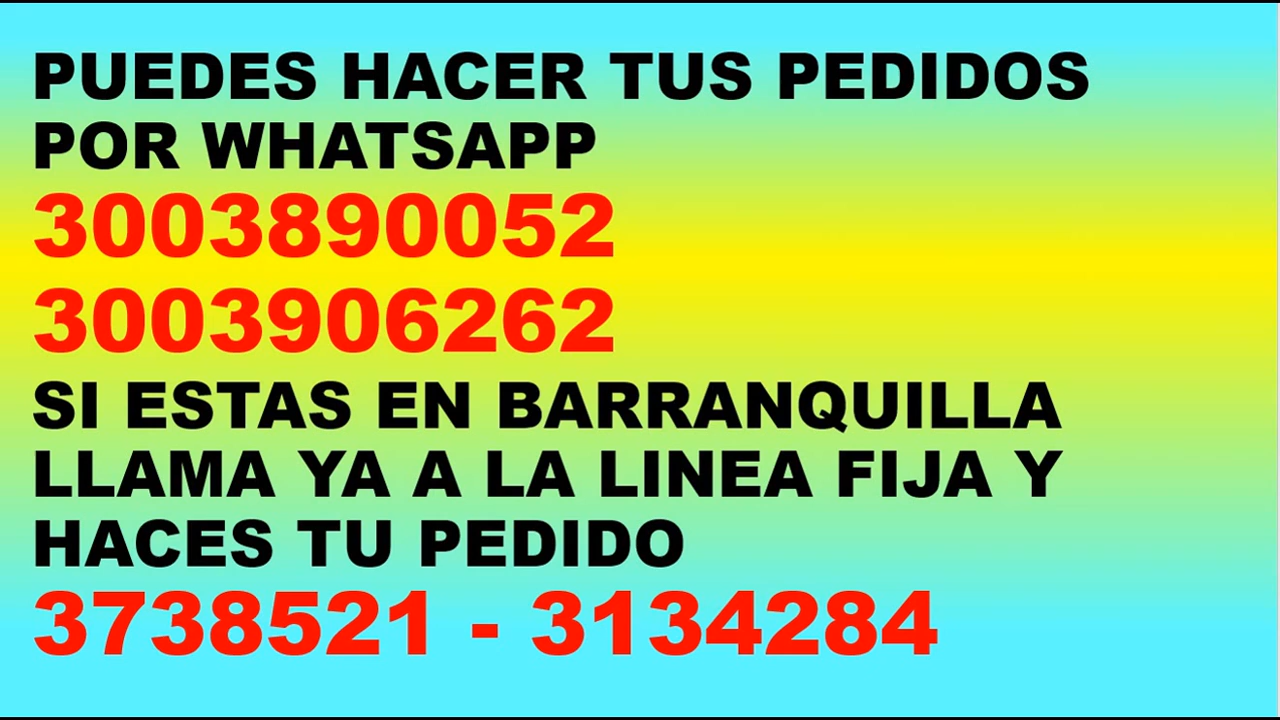 PUEDES HACER TUS PEDIDOS
POR WHATSAPP
3003890052
3003906262
SI ESTAS EN BARRANQUILLA
LLAMA YA A LA LINEA FIJA Y
HACES TU PEDIDO
3738521 - 3134284